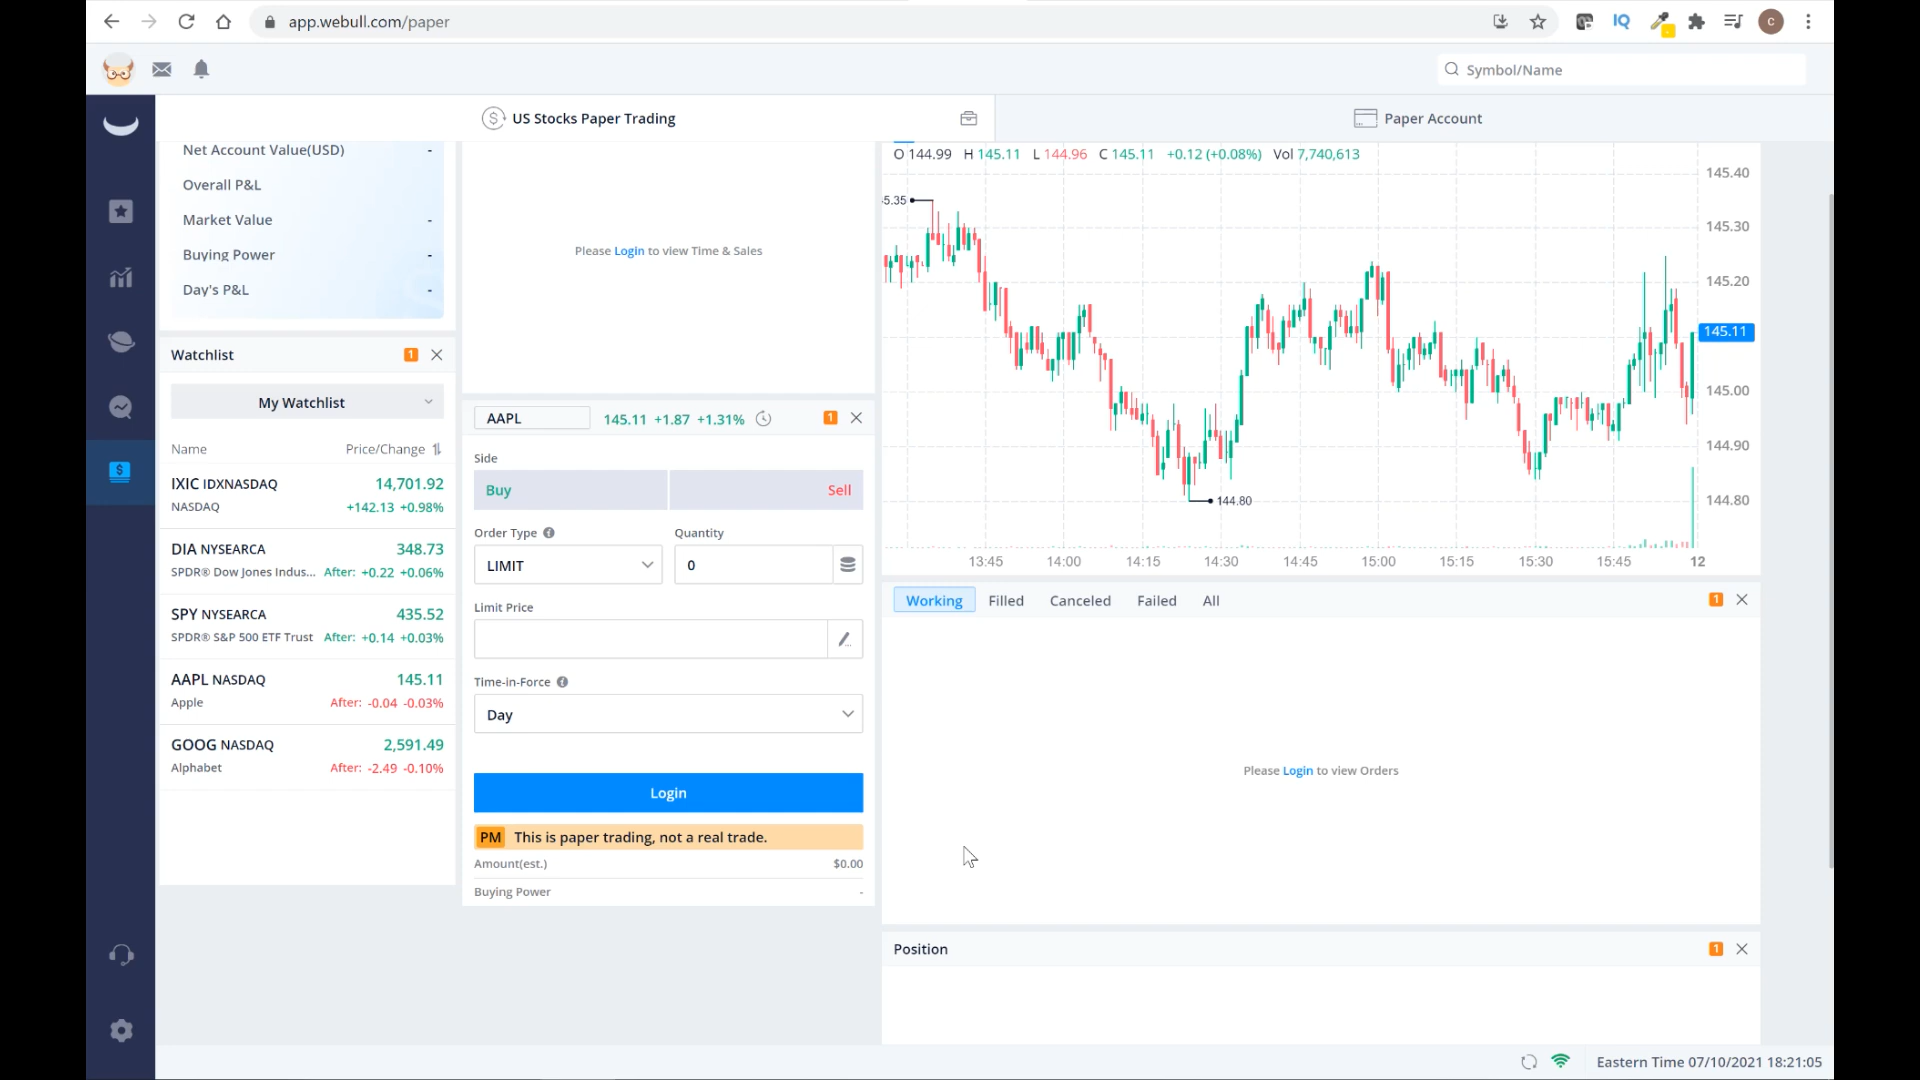 app.webull.com/paper
IQ
C
Symbol/Name
US Stocks Paper Trading
Paper Account
Net Account Value(USD) -
Overall P&L
Market Value -
Buying Power -
Day's P&L -
Watchlist 1
My Watchlist
Name Price/Change
IXIC IDXNASDAQ 14,701.92
NASDAQ +142.13 +0.98%
DIA NYSEARCA 348.73
SPDR® Dow Jones Indus... After: +0.22 +0.06%
SPY NYSEARCA 435.52
SPDR® S&P 500 ETF Trust After: +0.14 +0.03%
AAPL NASDAQ 145.11
Apple After: -0.04 -0.03%
GOOG NASDAQ 2,591.49
Alphabet After: -2.49 -0.10%
Please Login to view Time & Sales
AAPL 145.11 +1.87 +1.31% 1
Side
Buy Sell
Order Type Quantity
LIMIT 0
Limit Price
Time-in-Force
Day
Login
PM This is paper trading, not a real trade.
Amount(est.) $0.00
Buying Power -
O 144.99 H 145.11 L 144.96 C 145.11 +0.12 (+0.08%) Vol 7,740,613
145.40
5.35
145.30
145.20
145.11
145.00
144.90
144.80
144.80
13:45 14:00 14:15 14:30 14:45 15:00 15:15 15:30 15:45 12
Working Filled Canceled Failed All 1
Please Login to view Orders
Position 1
Eastern Time 07/10/2021 18:21:05